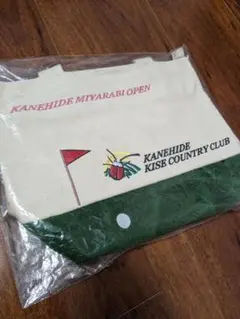 KANEHIDE MIYARABI OPEN
KANEHIDE
KISE COUNTRY CLUB